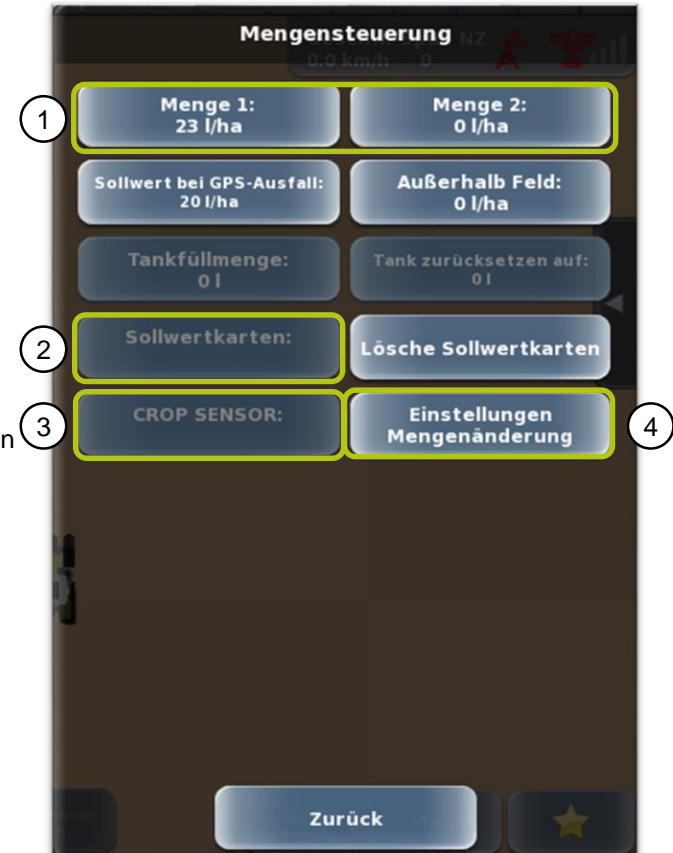 Mengensteuerung
NZ
0.0 km/h 0
1
Menge 1:
23 l/ha
Menge 2:
0 l/ha
Sollwert bei GPS-Ausfall:
20 l/ha
Außerhalb Feld:
0 l/ha
Tankfüllmenge:
0 l
Tank zurücksetzen auf:
0 l
2
Sollwertkarten:
Lösche Sollwertkarten
n
3
CROP SENSOR:
Einstellungen
Mengenänderung
4
Zurück